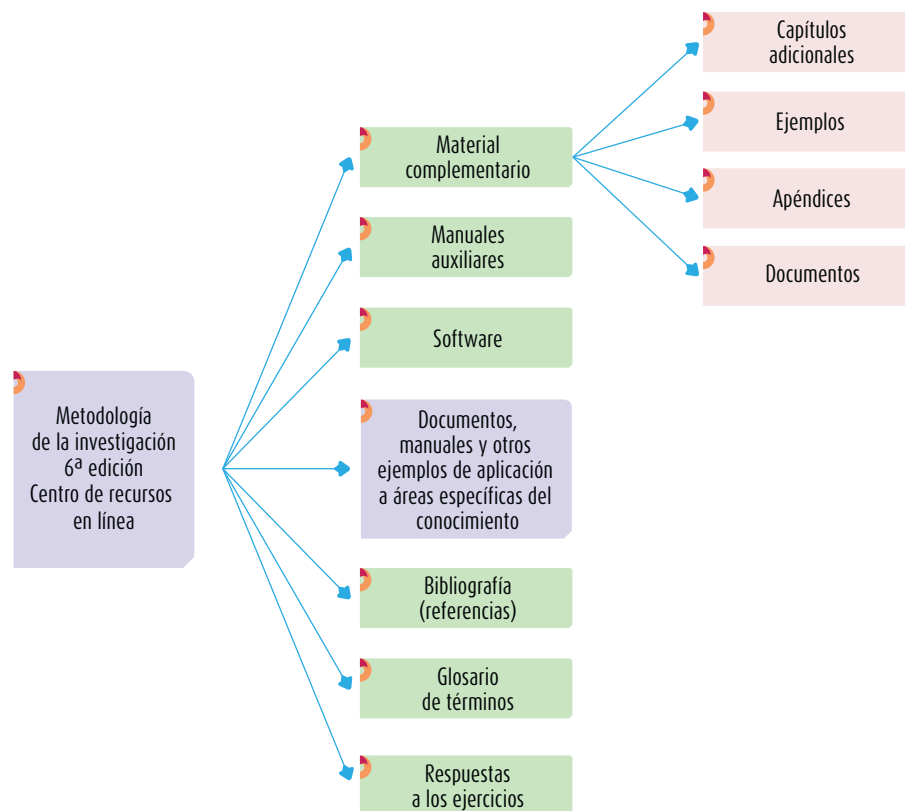 Metodología
de la investigación
6ª edición
Centro de recursos
en línea
Material
complementario
Manuales
auxiliares
Software
Documentos,
manuales y otros
ejemplos de aplicación
a áreas específicas del
conocimiento
Bibliografía
(referencias)
Glosario
de términos
Respuestas
a los ejercicios
Capítulos
adicionales
Ejemplos
Apéndices
Documentos